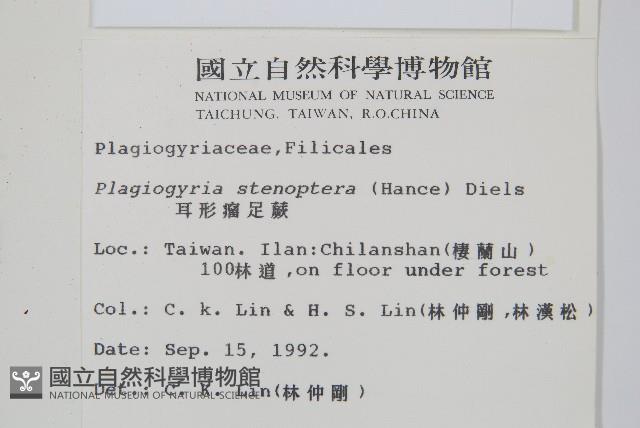 國立自然科學博物館
NATIONAL MUSEUM OF NATURAL SCIENCE
TAICHUNG. TAIWAN, R.O.CHINA
Plagiogyriaceae,Filicales
Plagiogyria stenoptera (Hance) Diels
耳形瘤足蕨
Loc.: Taiwan. Ilan:Chilanshan(棲蘭山)
100林道,on floor under forest
Col.: C. k. Lin & H. S. Lin(林仲剛,林漢松)
Date: Sep. 15, 1992.
Det.: C. K. Lin(林仲剛)
國立自然科學博物館
NATIONAL MUSEUM OF NATURAL SCIENCE